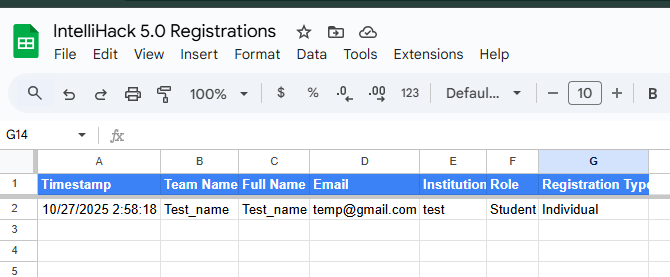 IntelliHack 5.0 Registrations
File Edit View Insert Format Data Tools Extensions Help
100% $ % .0 .00 123 Defaul... 10 B
G14 fx
A B C D E F G
1 Timestamp Team Name Full Name Email Institution Role Registration Type
2 10/27/2025 2:58:18 Test_name Test_name temp@gmail.com test Student Individual
3
4
5